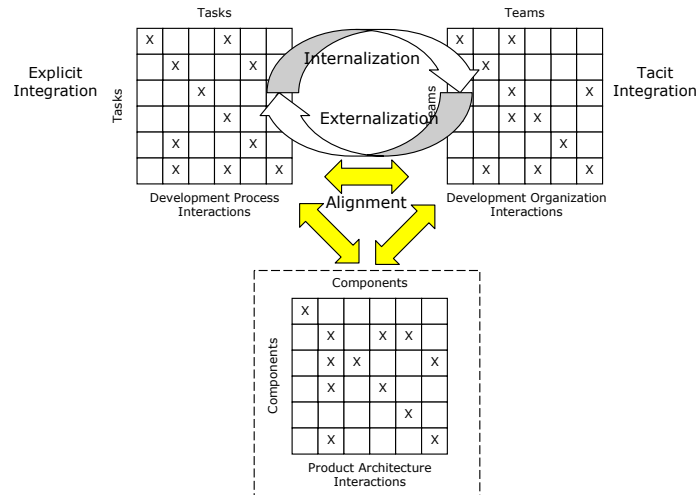 Tasks
Teams
X X
X X
X X
X
X X
X X X
X X
X
X X
X X
X
X X X
Explicit
Integration
Tasks
Internalization
Externalization
Teams
Tacit
Integration
Development Process
Interactions
Alignment
Development Organization
Interactions
Components
Components
X
X X X
X X X
X X
X
X X
Product Architecture
Interactions